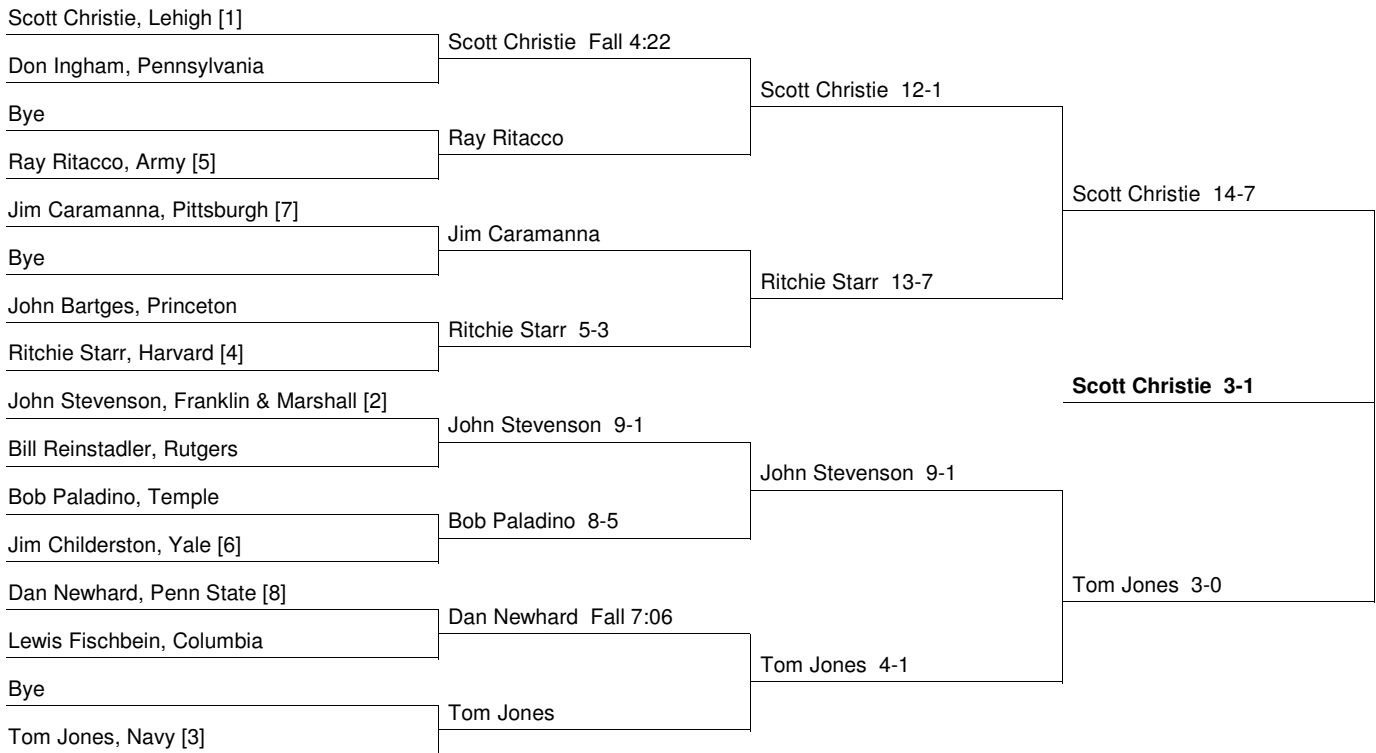 Scott Christie, Lehigh [1]
Don Ingham, Pennsylvania
Bye
Ray Ritacco, Army [5]
Jim Caramanna, Pittsburgh [7]
Bye
John Bartges, Princeton
Ritchie Starr, Harvard [4]
John Stevenson, Franklin & Marshall [2]
Bill Reinstadler, Rutgers
Bob Paladino, Temple
Jim Childerston, Yale [6]
Dan Newhard, Penn State [8]
Lewis Fischbein, Columbia
Bye
Tom Jones, Navy [3]
Scott Christie Fall 4:22
Ray Ritacco
Jim Caramanna
Ritchie Starr 5-3
John Stevenson 9-1
Bob Paladino 8-5
Dan Newhard Fall 7:06
Tom Jones
Scott Christie 12-1
Ritchie Starr 13-7
John Stevenson 9-1
Tom Jones 4-1
Scott Christie 14-7
Tom Jones 3-0
Scott Christie 3-1